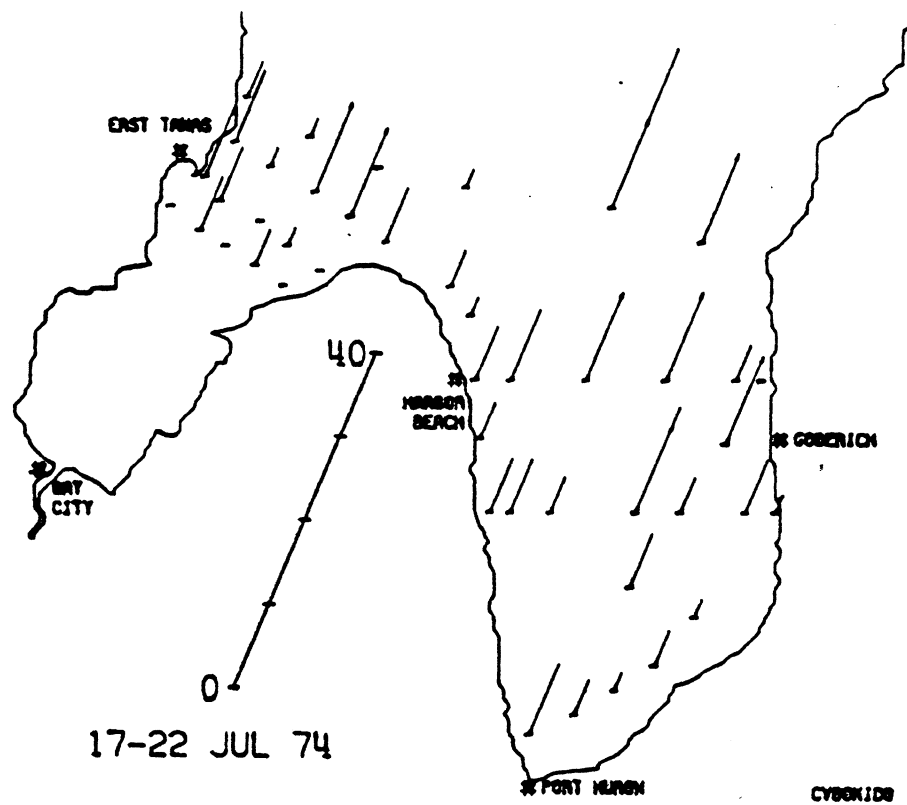 EAST TAWAS
40
HARBOR
BEACH
GODERICH
BAY
CITY
0
17-22 JUL 74
PORT HURON